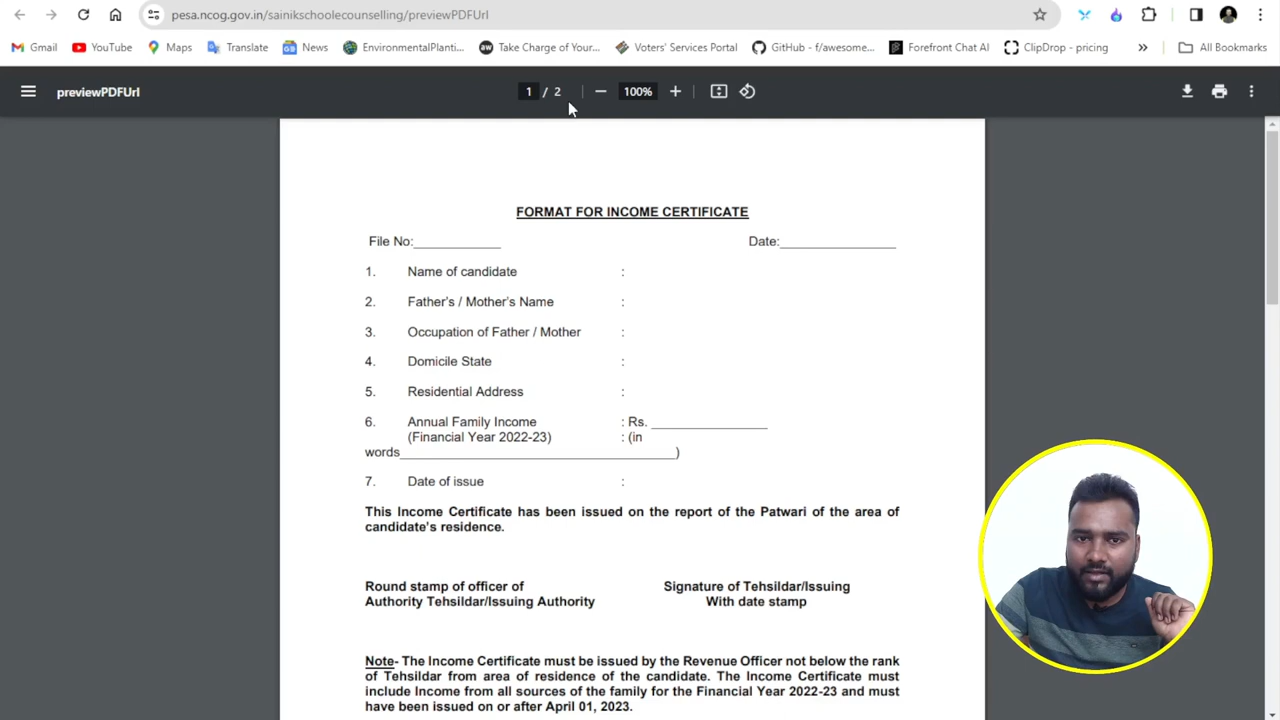 pesa.ncog.gov.in/sainikschoolecounselling/previewPDFUrl
Gmail YouTube Maps Translate News EnvironmentalPlanti... Take Charge of Your... Voters' Services Portal GitHub - f/awesome... Forefront Chat AI ClipDrop - pricing » All Bookmarks
previewPDFUrl 1 / 2 100%
FORMAT FOR INCOME CERTIFICATE
File No:___________ Date:_______________
1. Name of candidate :
2. Father's / Mother's Name :
3. Occupation of Father / Mother :
4. Domicile State :
5. Residential Address :
6. Annual Family Income : Rs. _______________
(Financial Year 2022-23) : (in
words___________________________________)
7. Date of issue :
This Income Certificate has been issued on the report of the Patwari of the area of
candidate's residence.
Round stamp of officer of Signature of Tehsildar/Issuing
Authority Tehsildar/Issuing Authority With date stamp
Note- The Income Certificate must be issued by the Revenue Officer not below the rank
of Tehsildar from area of residence of the candidate. The Income Certificate must
include Income from all sources of the family for the Financial Year 2022-23 and must
have been issued on or after April 01, 2023.